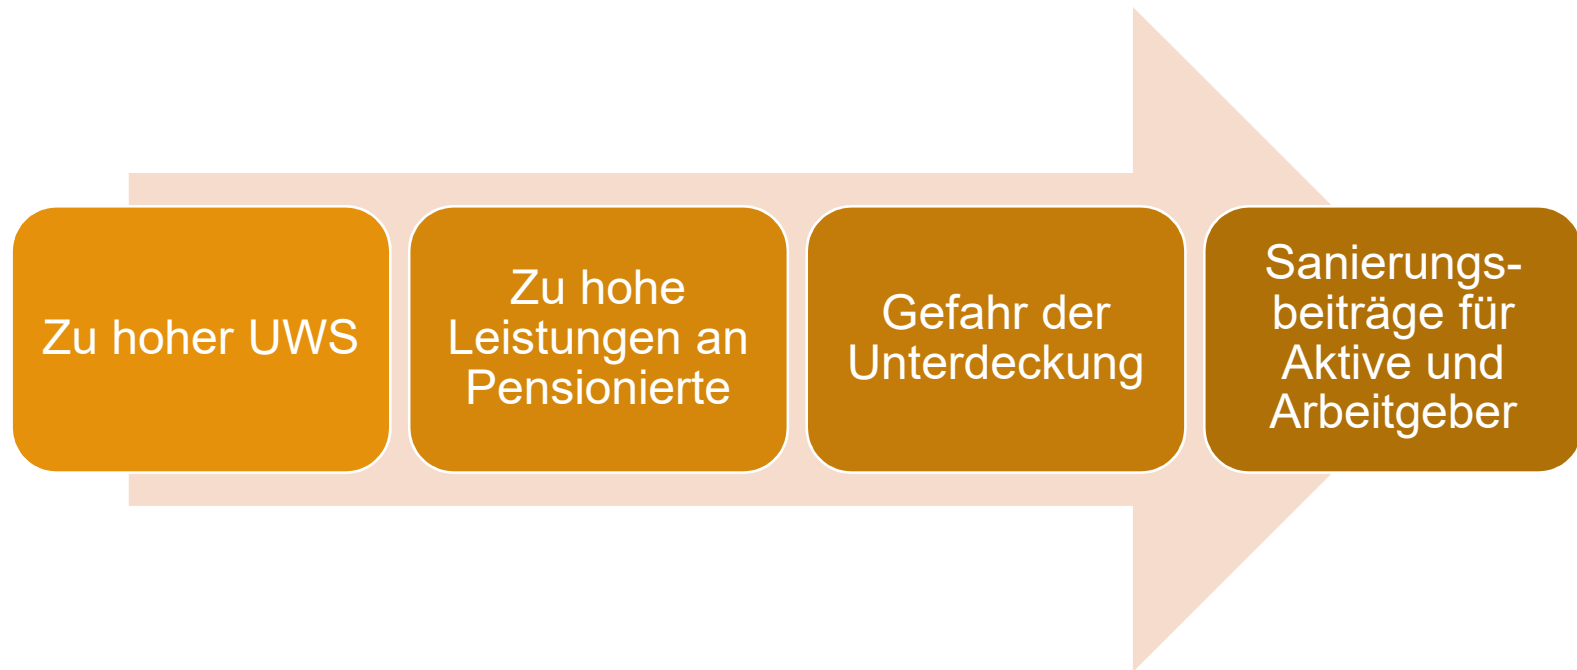 Zu hoher UWS
Zu hohe
Leistungen an
Pensionierte
Gefahr der
Unterdeckung
Sanierungs-
beiträge für
Aktive und
Arbeitgeber